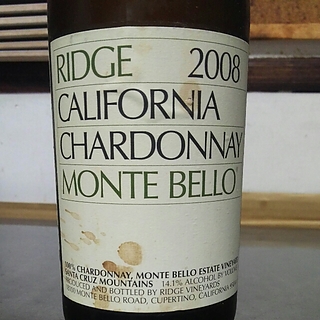 RIDGE 2008
CALIFORNIA
CHARDONNAY
MONTE BELLO
100% CHARDONNAY, MONTE BELLO ESTATE VINEYARD
SANTA CRUZ MOUNTAINS 14.1% ALCOHOL BY VOLUME
PRODUCED AND BOTTLED BY RIDGE VINEYARDS
MONTE BELLO ROAD, CUPERTINO, CALIFORNIA